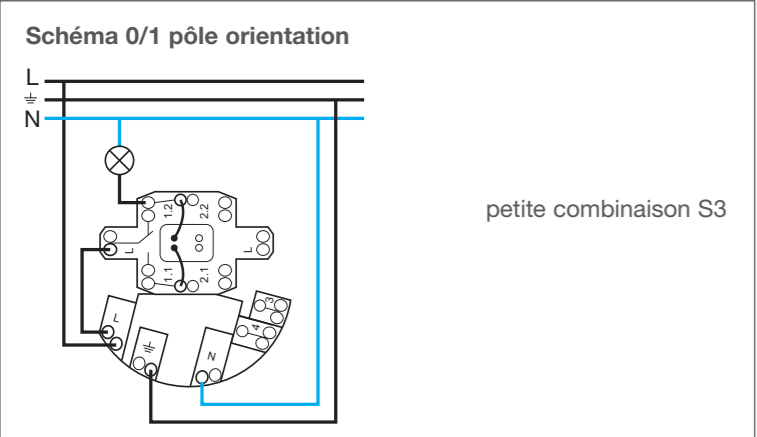 Schéma 0/1 pôle orientation
L
N
petite combinaison S3
1.2 2.2
L L
1.1 2.1
L
N
4
3